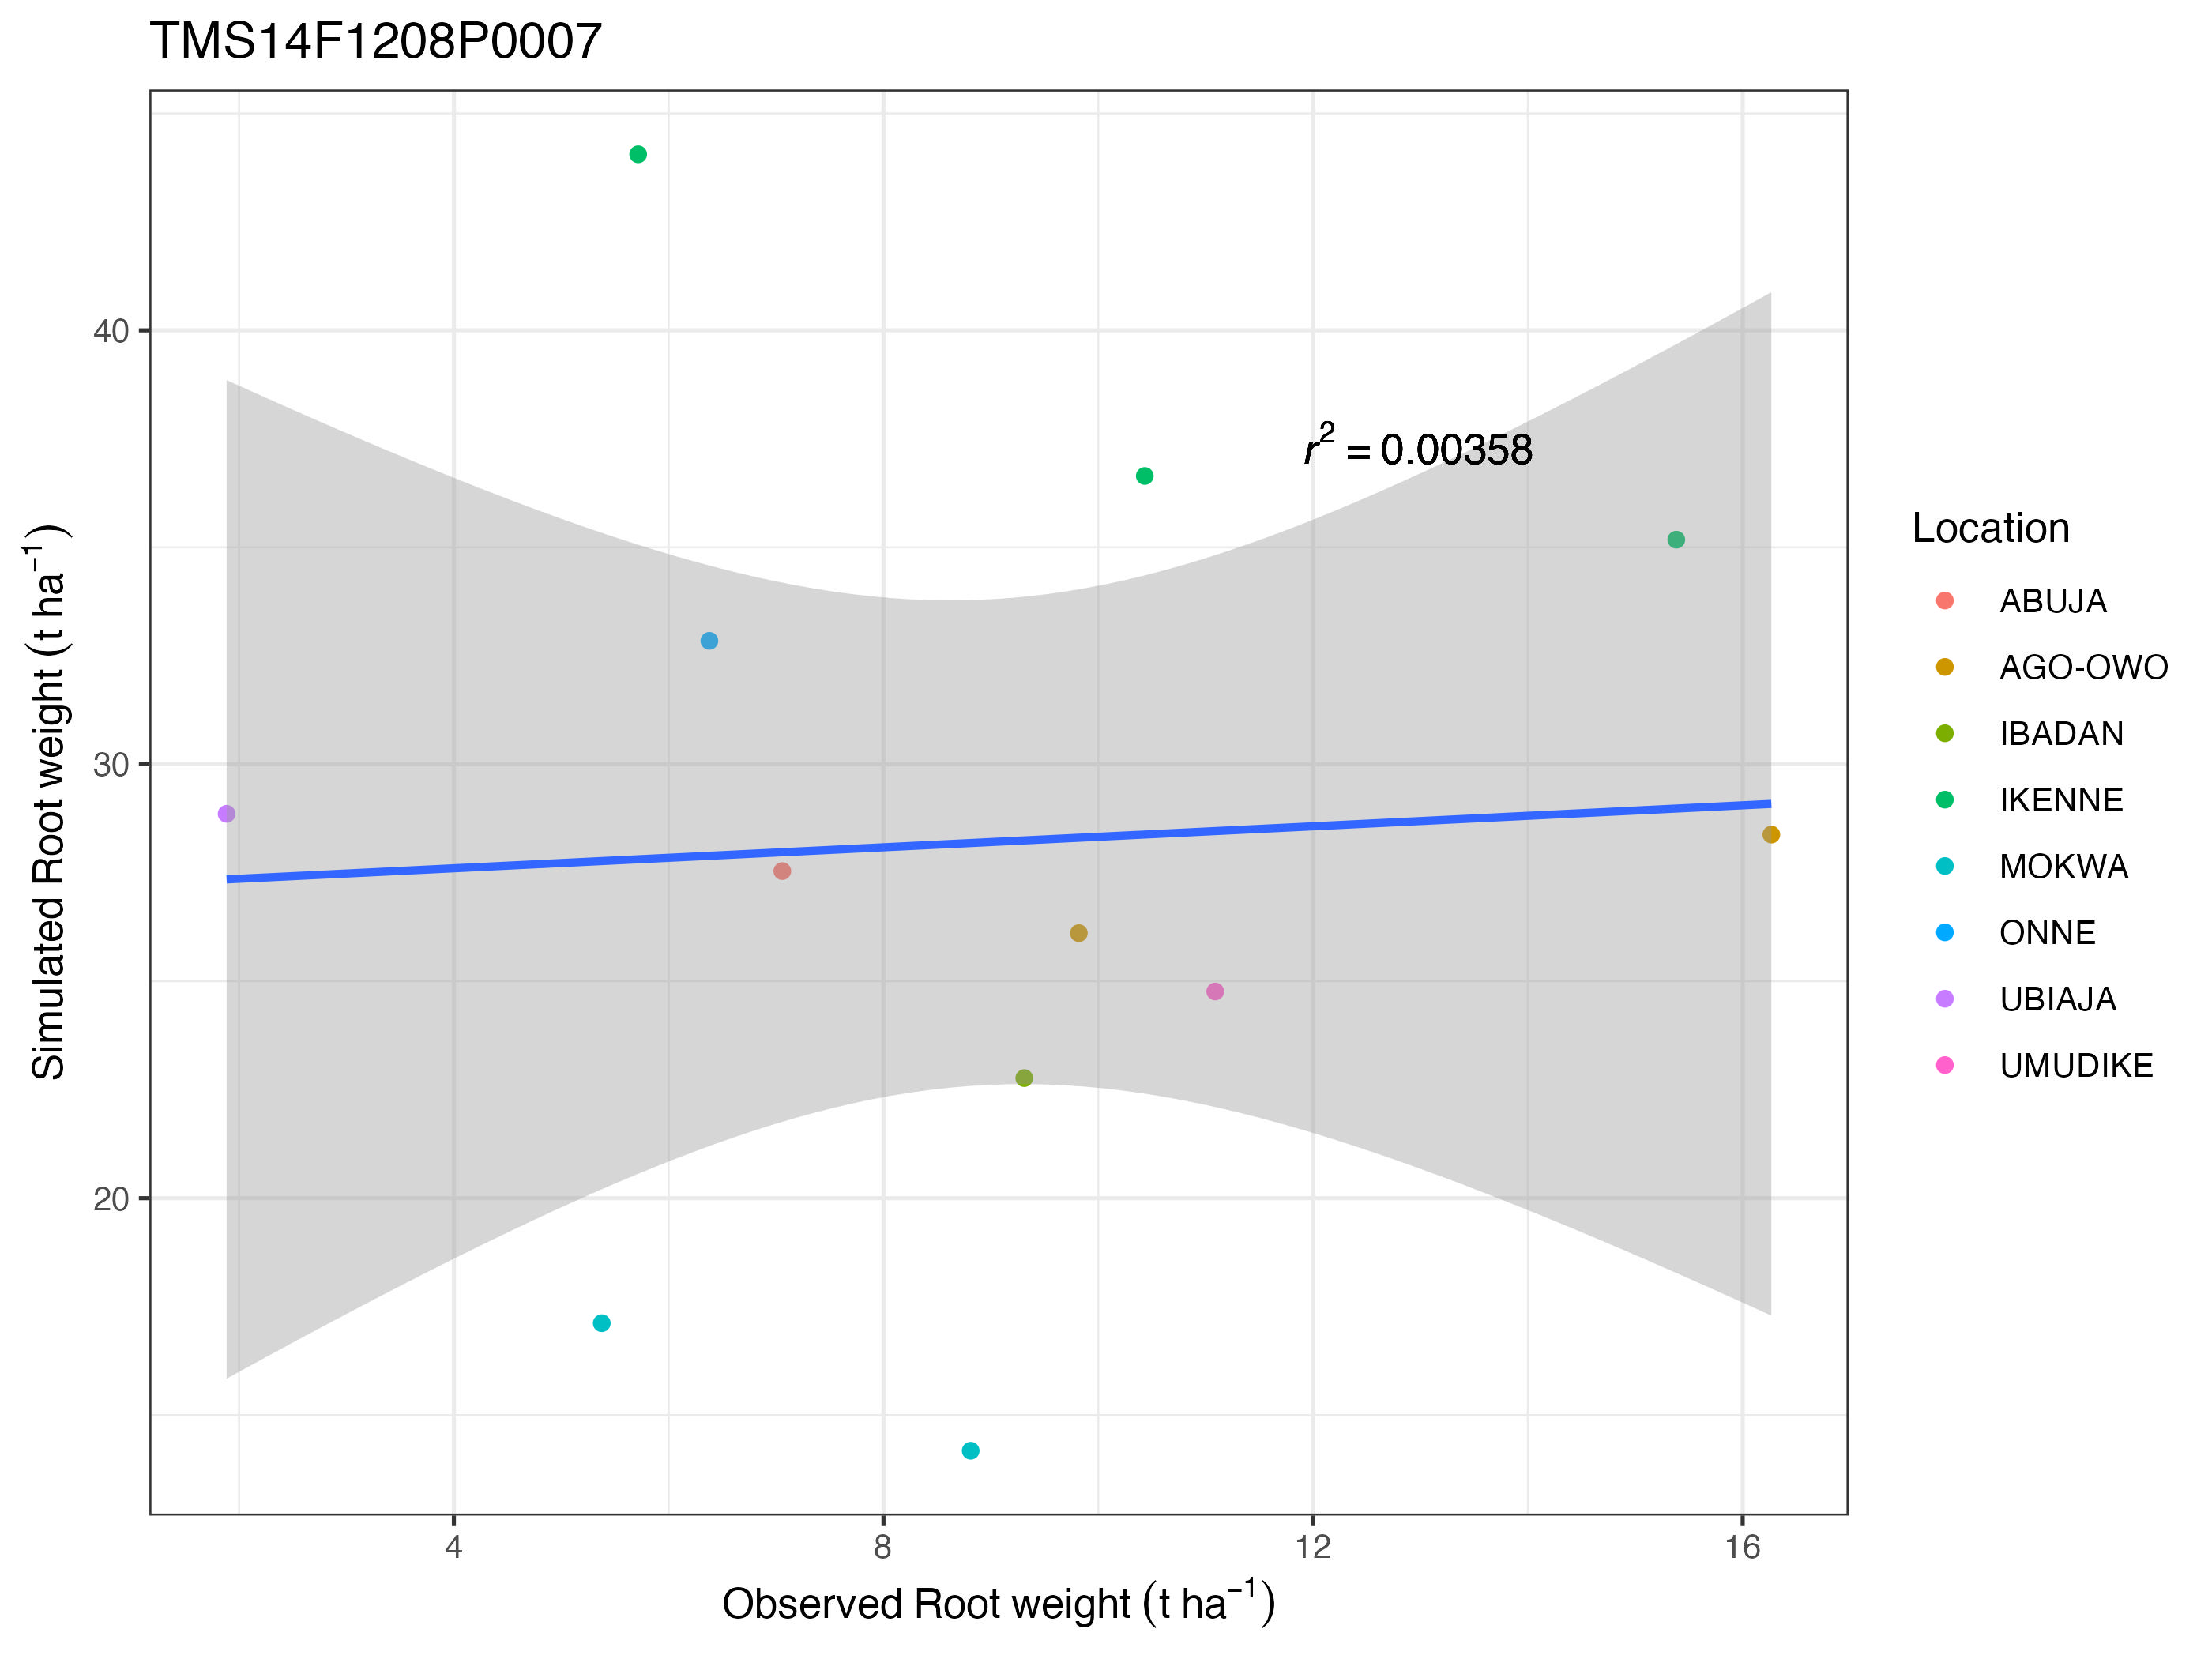 TMS14F1208P0007
r² = 0.00358
40
30
20
Simulated Root weight (t ha⁻¹)
4 8 12 16
Observed Root weight (t ha⁻¹)
Location
ABUJA
AGO-OWO
IBADAN
IKENNE
MOKWA
ONNE
UBIAJA
UMUDIKE